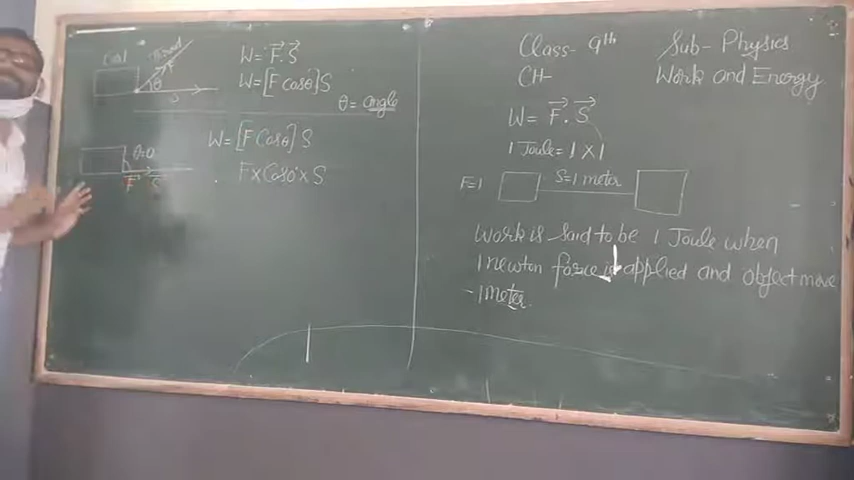 W = F⃗.S⃗
W = [F Cosθ] S
θ
S
θ = angle
W = [F Cosθ] S
θ=0
F⃗ S⃗
F x Cos0° x S
Class - 9th Sub - Physics
CH- Work and Energy
W = F⃗ . S⃗
1 Joule = 1 X 1
F=1 S=1 meter
Work is said to be 1 Joule when
1 newton force is applied and object move
1 meter.